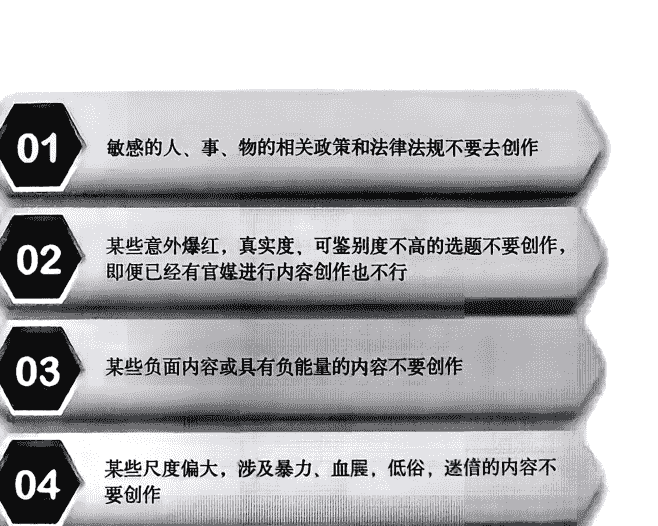 01
敏感的人、事、物的相关政策和法律法规不要去创作
02
某些意外爆红，真实度、可鉴别度不高的选题不要创作，
即便已经有官媒进行内容创作也不行
03
某些负面内容或具有负能量的内容不要创作
04
某些尺度偏大，涉及暴力、血腥，低俗，迷信的内容不
要创作